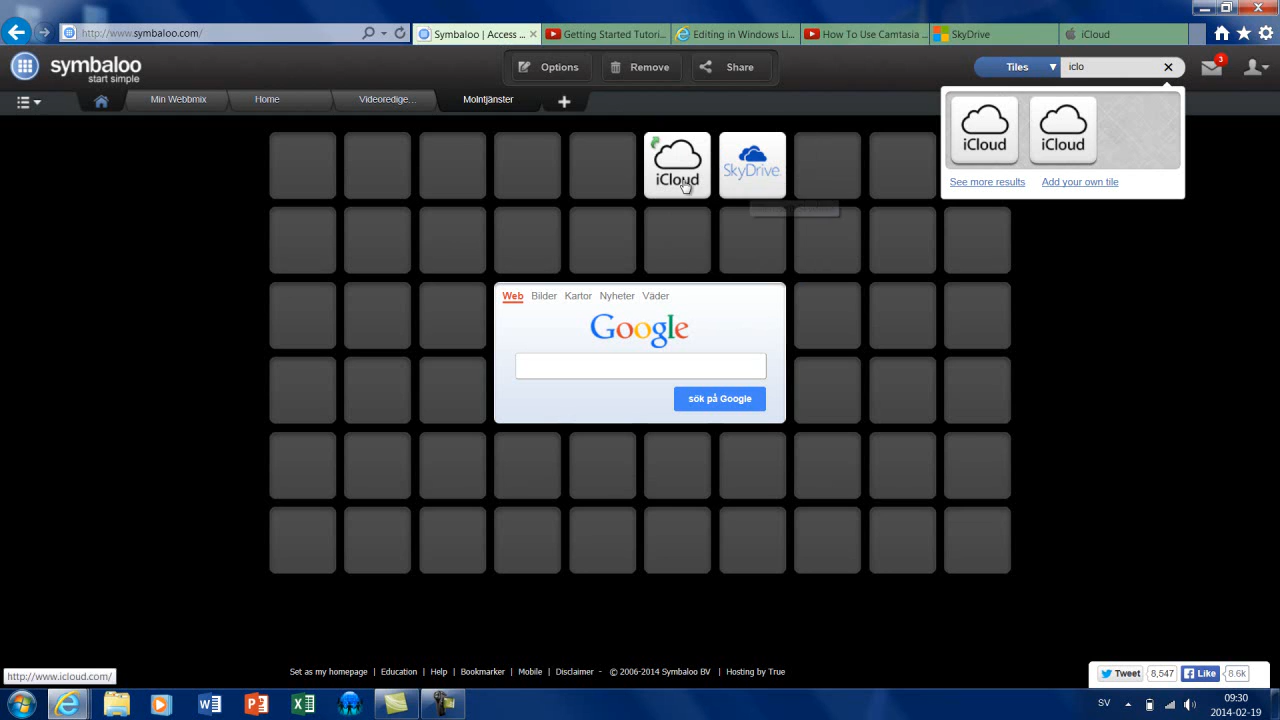 http://www.symbaloo.com/
Symbaloo | Access ...
Getting Started Tutori...
Editing in Windows Li...
How To Use Camtasia ...
SkyDrive
iCloud
symbaloo
start simple
Options
Remove
Share
Tiles
iclo
3
Min Webbmix
Home
Videoredige...
Molntjänster
iCloud
SkyDrive
iCloud
iCloud
See more results
Add your own tile
Web Bilder Kartor Nyheter Väder
Google
sök på Google
http://www.icloud.com/
Set as my homepage | Education | Help | Bookmarker | Mobile | Disclaimer - © 2006-2014 Symbaloo BV | Hosting by True
Tweet 8,547
Like 8.6k
SV
09:30
2014-02-19